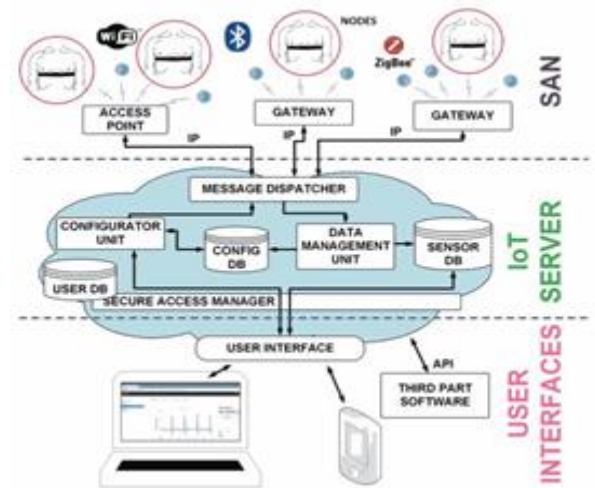 WiFi
NODES
ZigBee
SAN
ACCESS
POINT
GATEWAY
GATEWAY
IP
IP
IP
MESSAGE DISPATCHER
CONFIGURATOR
UNIT
CONFIG
DB
DATA
MANAGEMENT
UNIT
SENSOR
DB
IoT
SERVER
USER DB
SECURE ACCESS MANAGER
USER INTERFACE
API
THIRD PART
SOFTWARE
USER
INTERFACES